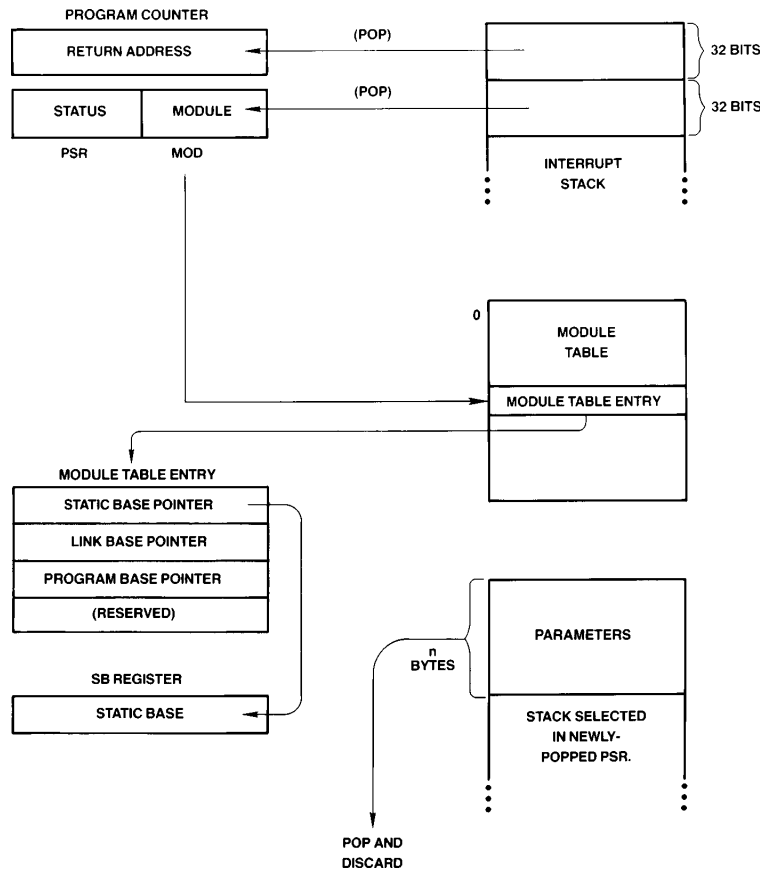 PROGRAM COUNTER
RETURN ADDRESS
(POP)
32 BITS
STATUS
MODULE
(POP)
32 BITS
PSR
MOD
INTERRUPT
STACK
0
MODULE
TABLE
MODULE TABLE ENTRY
MODULE TABLE ENTRY
STATIC BASE POINTER
LINK BASE POINTER
PROGRAM BASE POINTER
(RESERVED)
PARAMETERS
n
BYTES
SB REGISTER
STATIC BASE
STACK SELECTED
IN NEWLY-
POPPED PSR.
POP AND
DISCARD